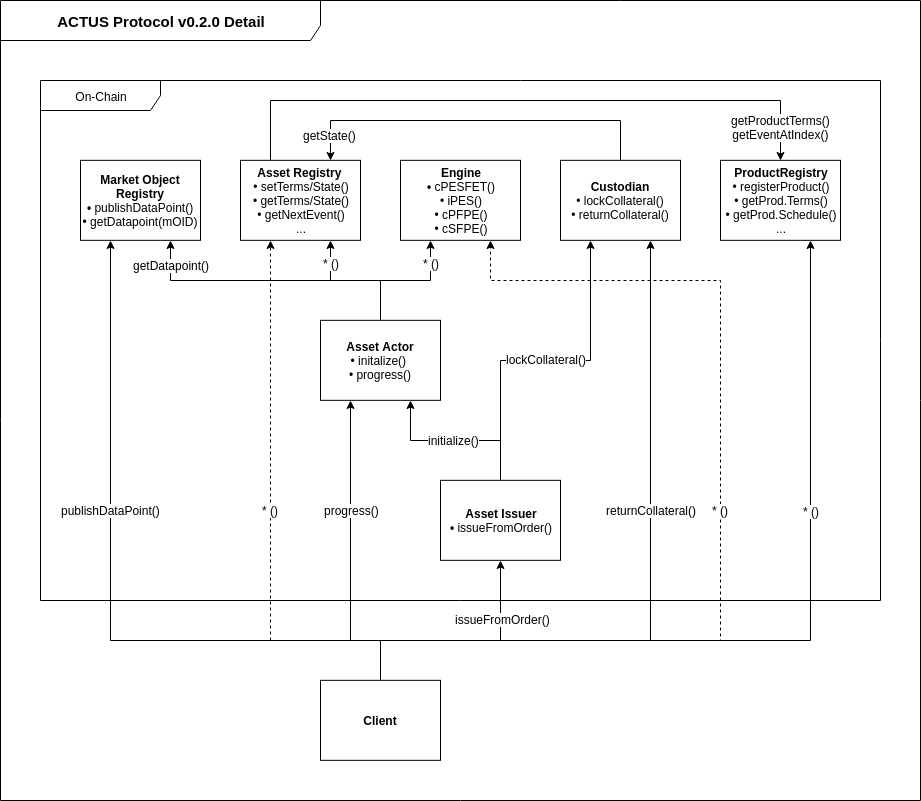 ACTUS Protocol v0.2.0 Detail
On-Chain
getProductTerms()
getEventAtIndex()
getState()
Market Object
Registry
• publishDataPoint()
• getDatapoint(mOID)
Asset Registry
• setTerms/State()
• getTerms/State()
• getNextEvent()
...
Engine
• cPESFET()
• iPES()
• cPFPE()
• cSFPE()
Custodian
• lockCollateral()
• returnCollateral()
ProductRegistry
• registerProduct()
• getProd.Terms()
• getProd.Schedule()
...
getDatapoint()
* ()
* ()
Asset Actor
• initalize()
• progress()
lockCollateral()
initialize()
Asset Issuer
• issueFromOrder()
publishDataPoint()
* ()
progress()
returnCollateral()
* ()
* ()
issueFromOrder()
Client